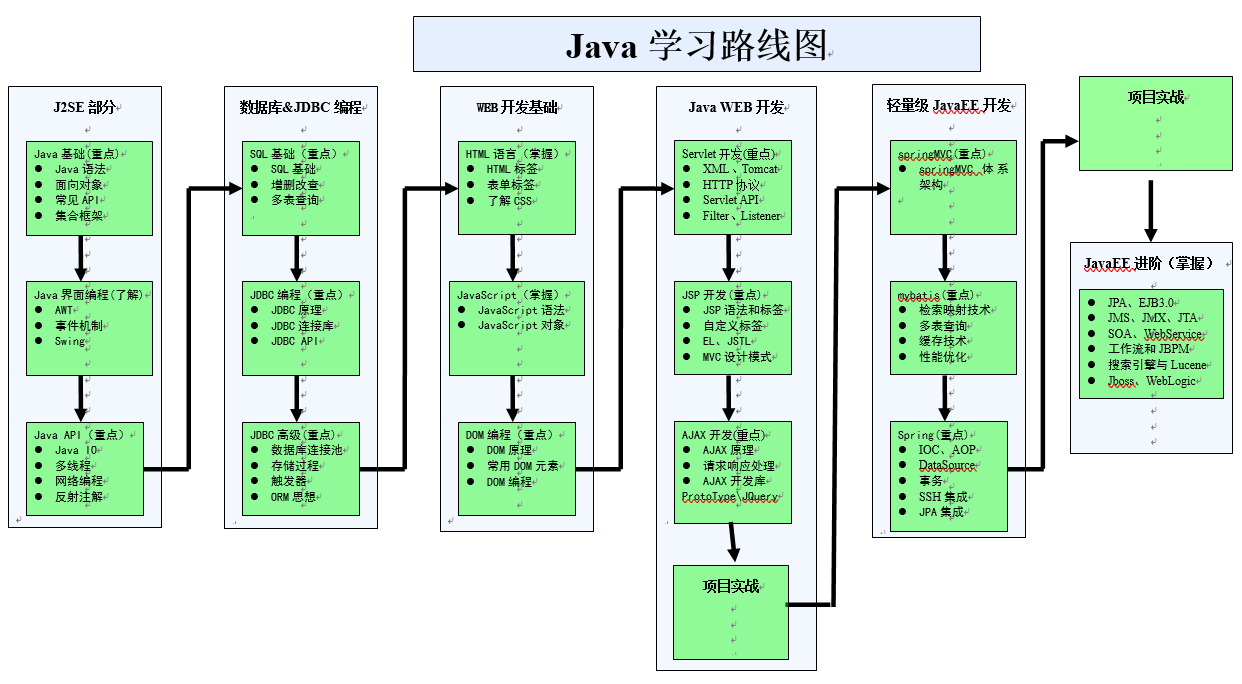 Java 学习路线图
J2SE 部分
Java 基础(重点)
● Java 语法
● 面向对象
● 常见 API
● 集合框架
Java 界面编程(了解)
● AWT
● 事件机制
● Swing
Java API（重点）
● Java IO
● 多线程
● 网络编程
● 反射注解
数据库&JDBC 编程
SQL 基础（重点）
● SQL 基础
● 增删改查
● 多表查询
JDBC 编程（重点）
● JDBC 原理
● JDBC 连接库
● JDBC API
JDBC 高级(重点)
● 数据库连接池
● 存储过程
● 触发器
● ORM 思想
WEB 开发基础
HTML 语言（掌握）
● HTML 标签
● 表单标签
● 了解 CSS
JavaScript（掌握）
● JavaScript 语法
● JavaScript 对象
DOM 编程（重点）
● DOM 原理
● 常用 DOM 元素
● DOM 编程
Java WEB 开发
Servlet 开发(重点)
● XML、Tomcat
● HTTP 协议
● Servlet API
● Filter、Listener
JSP 开发(重点)
● JSP 语法和标签
● 自定义标签
● EL、JSTL
● MVC 设计模式
AJAX 开发(重点)
● AJAX 原理
● 请求响应处理
● AJAX 开发库
ProtoType\JQuery
项目实战
轻量级 JavaEE 开发
springMVC(重点)
● springMVC 体 系
架构
mybatis(重点)
● 检索映射技术
● 多表查询
● 缓存技术
● 性能优化
Spring(重点)
● IOC、AOP
● DataSource
● 事务
● SSH 集成
● JPA 集成
项目实战
JavaEE 进阶（掌握）
● JPA、EJB3.0
● JMS、JMX、JTA
● SOA、WebService
● 工作流和 JBPM
● 搜索引擎与 Lucene
● Jboss、WebLogic